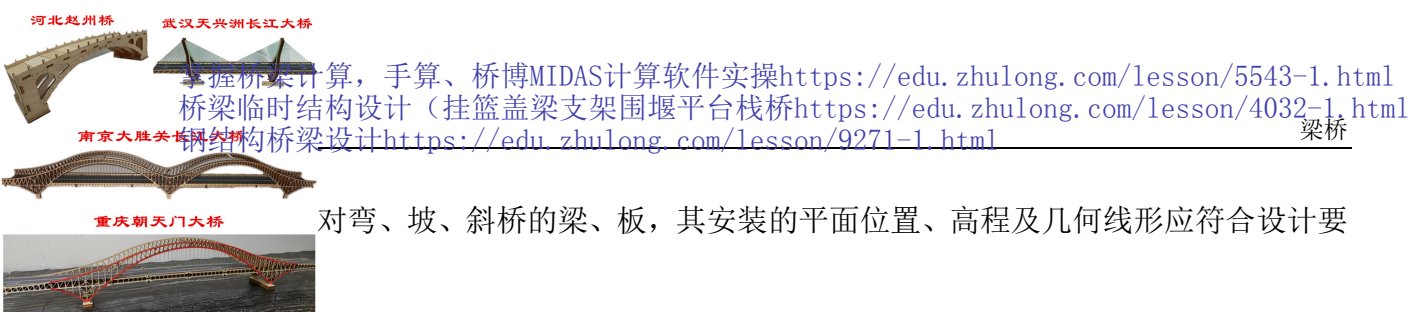 河北赵州桥
武汉天兴洲长江大桥
掌握桥梁计算，手算、桥博MIDAS计算软件实操https://edu.zhulong.com/lesson/5543-1.html
桥梁临时结构设计（挂篮盖梁支架围堰平台栈桥https://edu.zhulong.com/lesson/4032-1.html
南京大胜关长江大桥
钢结构桥梁设计https://edu.zhulong.com/lesson/9271-1.html
梁桥
重庆朝天门大桥
对弯、坡、斜桥的梁、板，其安装的平面位置、高程及几何线形应符合设计要